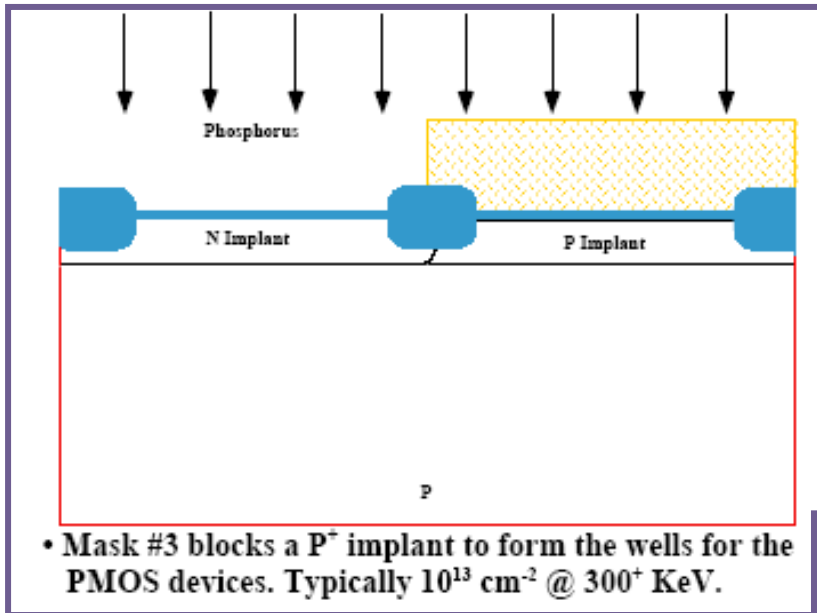 Phosphorus
N Implant
P Implant
P
• Mask #3 blocks a P⁺ implant to form the wells for the
PMOS devices. Typically 10¹³ cm⁻² @ 300⁺ KeV.